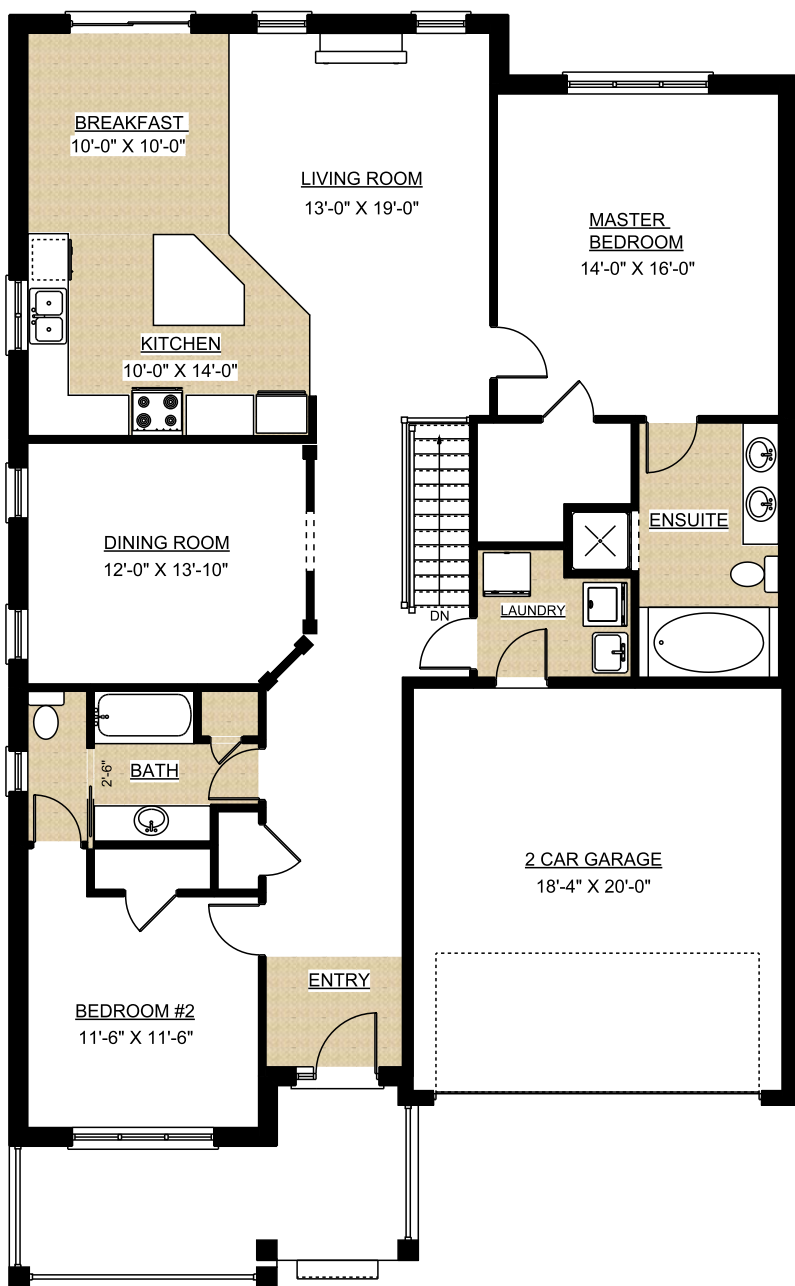 BREAKFAST
10'-0" X 10'-0"
LIVING ROOM
13'-0" X 19'-0"
MASTER
BEDROOM
14'-0" X 16'-0"
KITCHEN
10'-0" X 14'-0"
ENSUITE
DINING ROOM
12'-0" X 13'-10"
LAUNDRY
DN
2'-6"
BATH
2 CAR GARAGE
18'-4" X 20'-0"
ENTRY
BEDROOM #2
11'-6" X 11'-6"